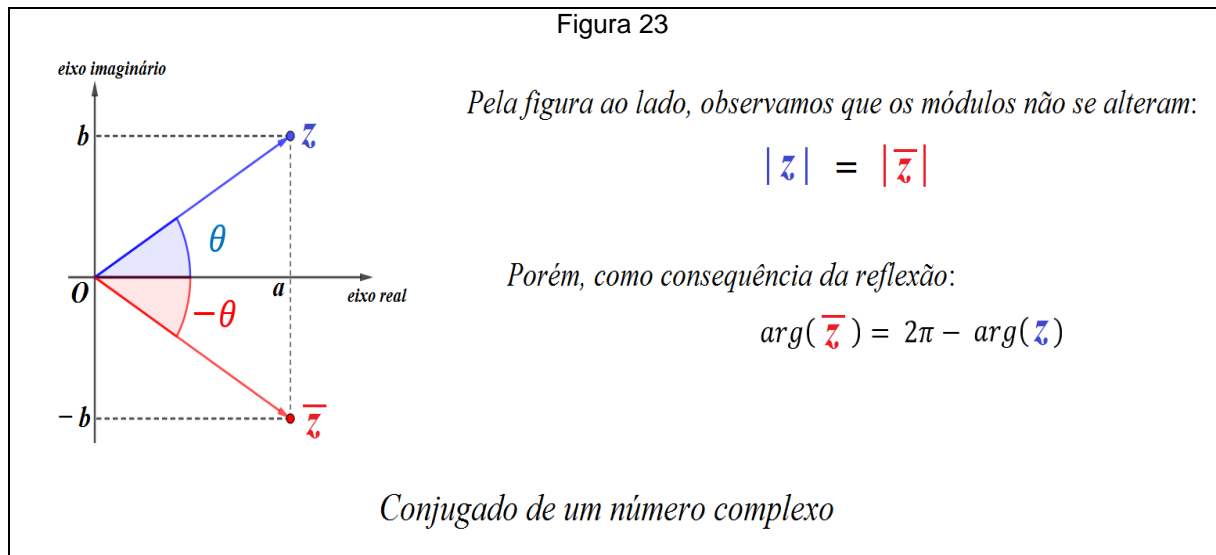 Figura 23
eixo imaginário
b
z
Pela figura ao lado, observamos que os módulos não se alteram:
|z| = |z̅|
θ
O
a
eixo real
−θ
Porém, como consequência da reflexão:
arg(z̅) = 2π − arg(z)
−b
z̅
Conjugado de um número complexo